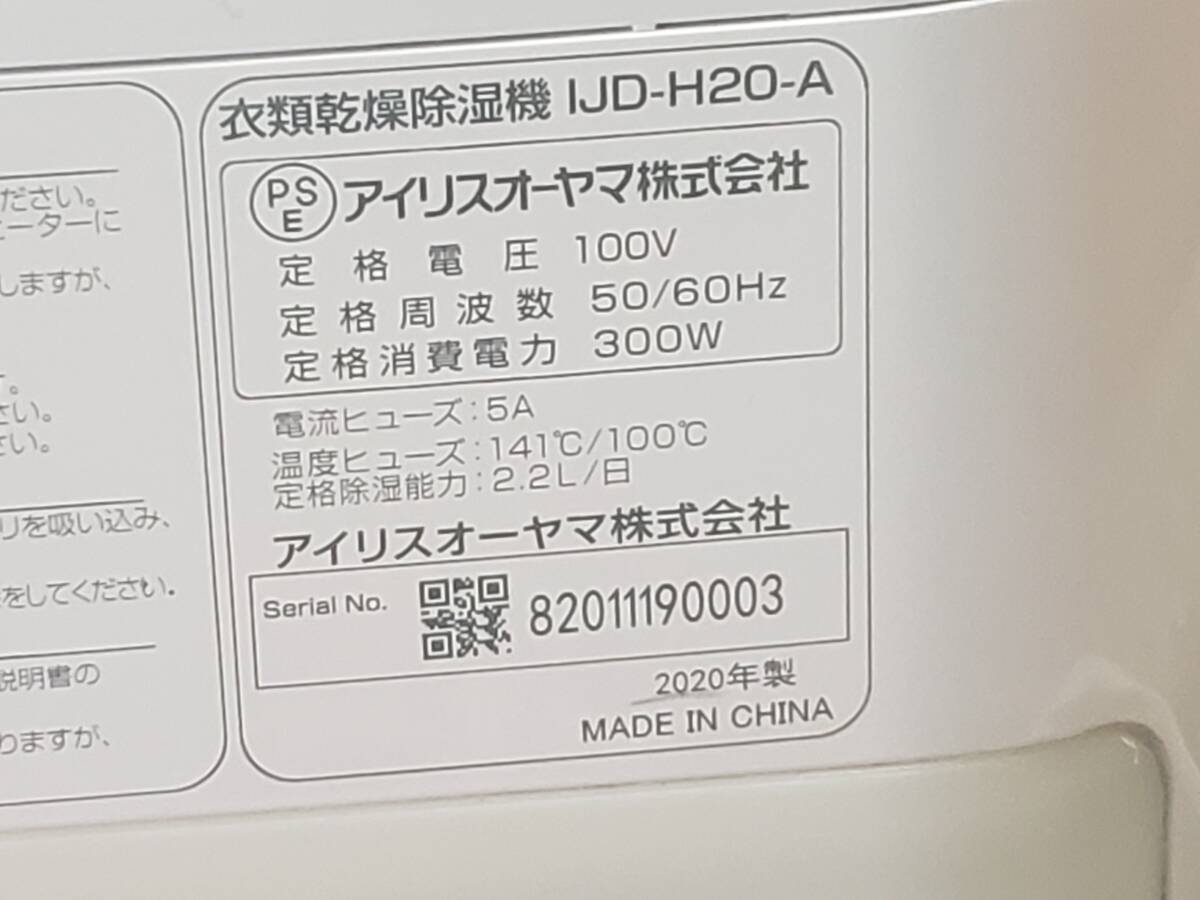 ださい。
ーターに
しますが、
。
さい。
さい。
リを吸い込み、
をしてください.
説明書の
りますが、
衣類乾燥除湿機 IJD-H20-A
PS
E
アイリスオーヤマ株式会社
定格電圧 100V
定格周波数 50/60Hz
定格消費電力 300W
電流ヒューズ:5A
温度ヒューズ:141℃/100℃
定格除湿能力:2.2L/日
アイリスオーヤマ株式会社
Serial No. 82011190003
2020年製
MADE IN CHINA